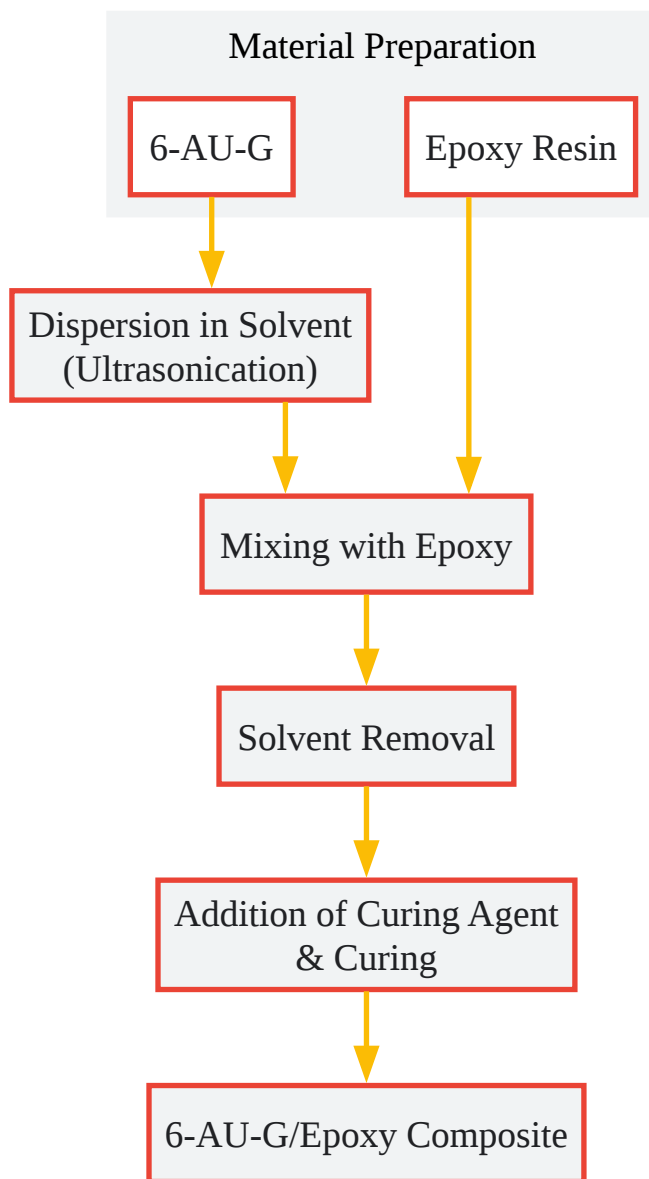 Material Preparation
6-AU-G
Epoxy Resin
Dispersion in Solvent
(Ultrasonication)
Mixing with Epoxy
Solvent Removal
Addition of Curing Agent
& Curing
6-AU-G/Epoxy Composite